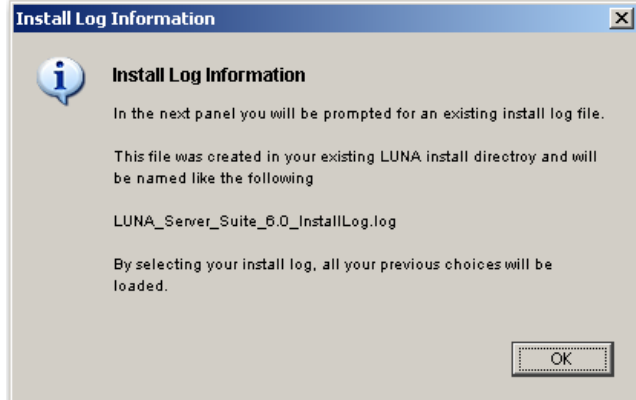 Install Log Information
Install Log Information
In the next panel you will be prompted for an existing install log file.
This file was created in your existing LUNA install directroy and will
be named like the following
LUNA_Server_Suite_6.0_InstallLog.log
By selecting your install log, all your previous choices will be
loaded.
OK